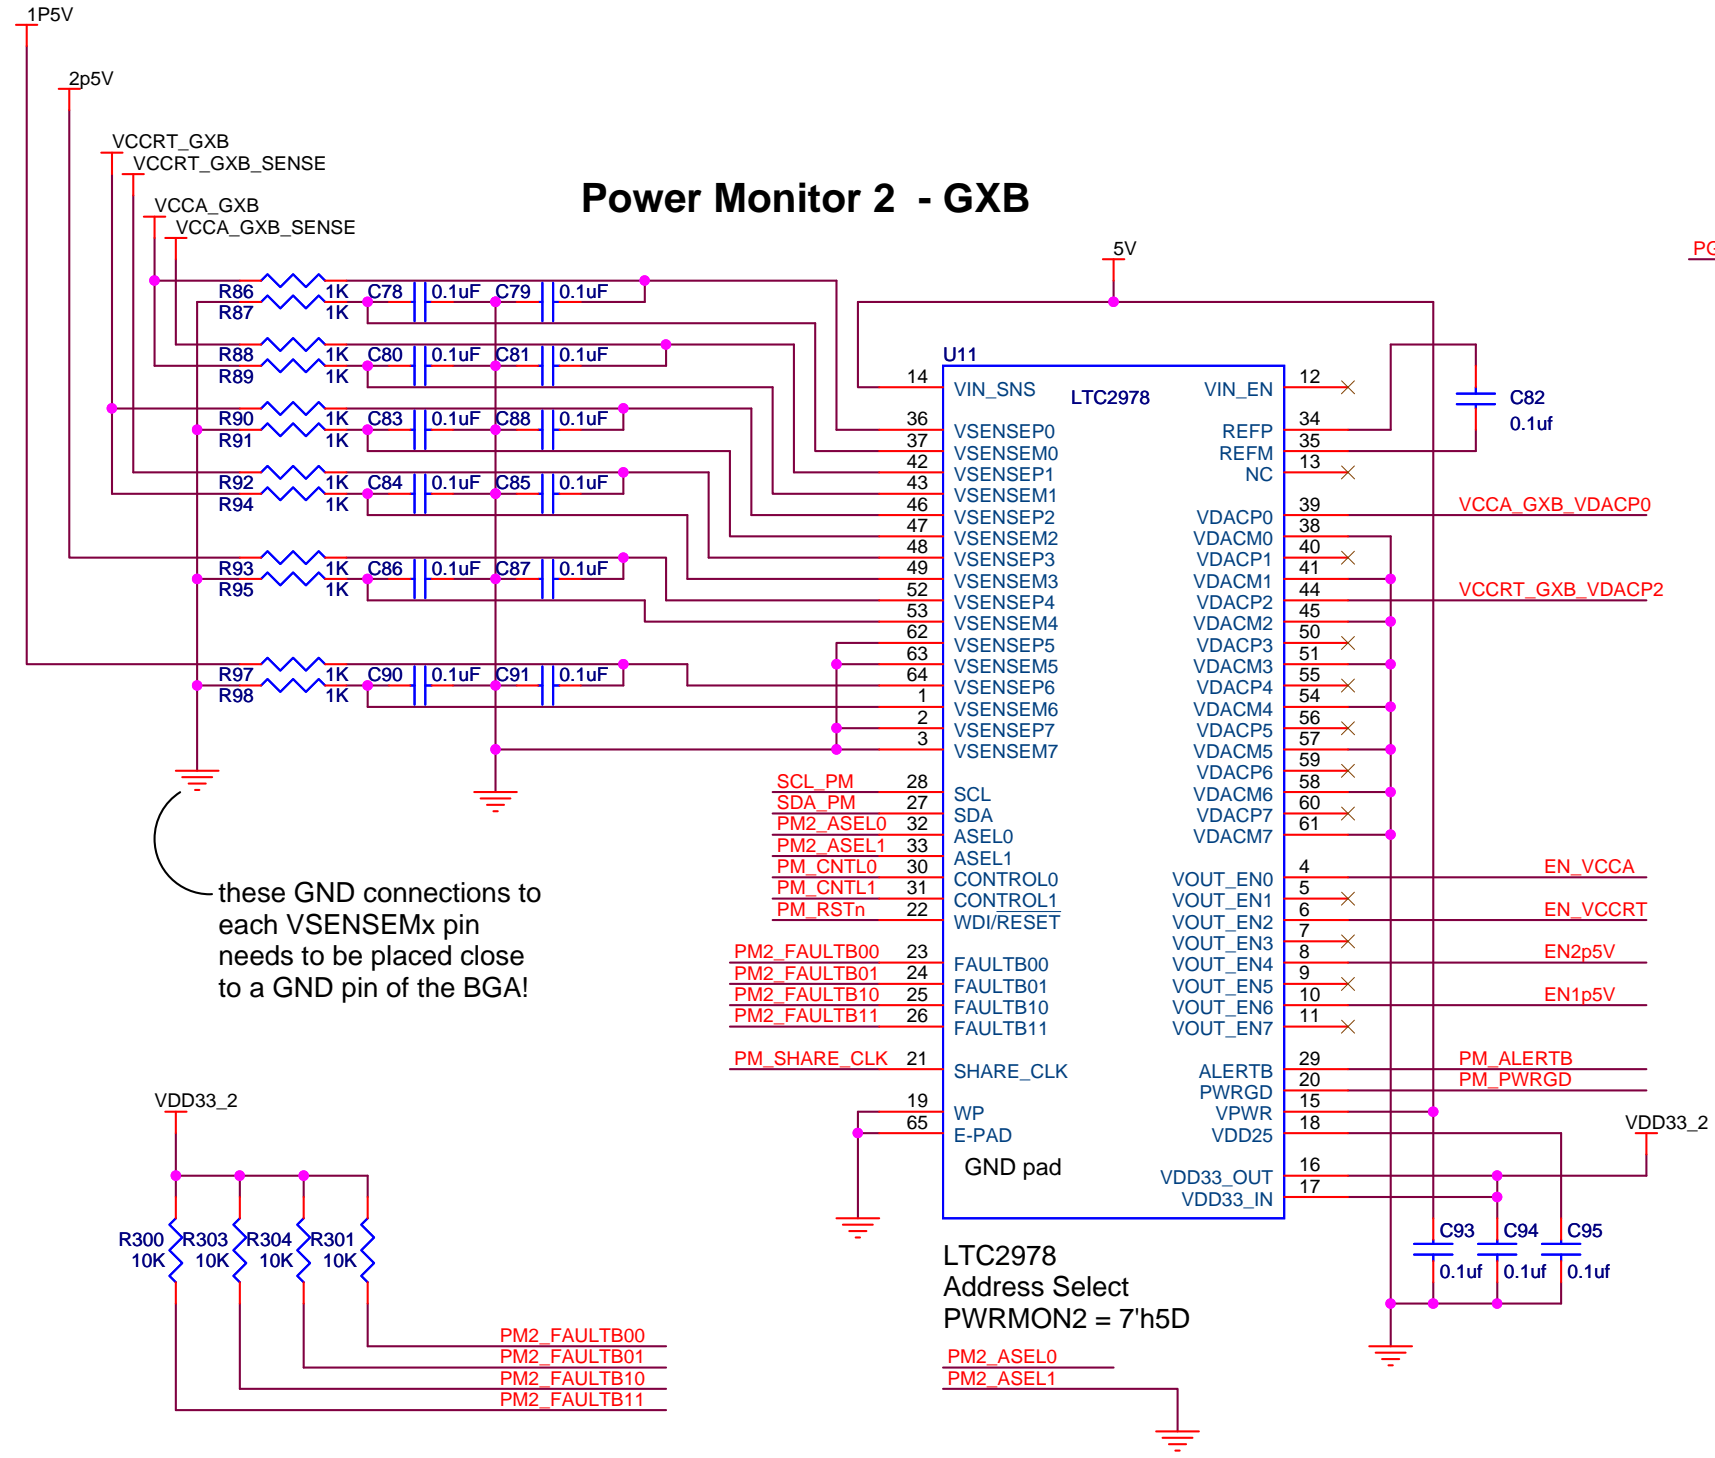 1P5V
2p5V
VCCRT_GXB
VCCRT_GXB_SENSE
VCCA_GXB
VCCA_GXB_SENSE
Power Monitor 2 - GXB
5V
PG
R86 1K C78 0.1uF C79 0.1uF
R87 1K
R88 1K C80 0.1uF C81 0.1uF
R89 1K
R90 1K C83 0.1uF C88 0.1uF
R91 1K
R92 1K C84 0.1uF C85 0.1uF
R94 1K
R93 1K C86 0.1uF C87 0.1uF
R95 1K
R97 1K C90 0.1uF C91 0.1uF
R98 1K
these GND connections to
each VSENSEMx pin
needs to be placed close
to a GND pin of the BGA!
U11
LTC2978
14 VIN_SNS
36 VSENSEP0
37 VSENSEM0
42 VSENSEP1
43 VSENSEM1
46 VSENSEP2
47 VSENSEM2
48 VSENSEP3
49 VSENSEM3
52 VSENSEP4
53 VSENSEM4
62 VSENSEP5
63 VSENSEM5
64 VSENSEP6
1 VSENSEM6
2 VSENSEP7
3 VSENSEM7
SCL_PM 28 SCL
SDA_PM 27 SDA
PM2_ASEL0 32 ASEL0
PM2_ASEL1 33 ASEL1
PM_CNTL0 30 CONTROL0
PM_CNTL1 31 CONTROL1
PM_RSTn 22 WDI/RESET
PM2_FAULTB00 23 FAULTB00
PM2_FAULTB01 24 FAULTB01
PM2_FAULTB10 25 FAULTB10
PM2_FAULTB11 26 FAULTB11
PM_SHARE_CLK 21 SHARE_CLK
19 WP
65 E-PAD
GND pad
VIN_EN 12
REFP 34
REFM 35
NC 13
C82
0.1uf
VDACP0 39 VCCA_GXB_VDACP0
VDACM0 38
VDACP1 40
VDACM1 41
VDACP2 44 VCCRT_GXB_VDACP2
VDACM2 45
VDACP3 50
VDACM3 51
VDACP4 55
VDACM4 54
VDACP5 56
VDACM5 57
VDACP6 59
VDACM6 58
VDACP7 60
VDACM7 61
VOUT_EN0 4 EN_VCCA
VOUT_EN1 5
VOUT_EN2 6 EN_VCCRT
VOUT_EN3 7
VOUT_EN4 8 EN2p5V
VOUT_EN5 9
VOUT_EN6 10 EN1p5V
VOUT_EN7 11
ALERTB 29 PM_ALERTB
PWRGD 20 PM_PWRGD
VPWR 15
VDD25 18
VDD33_2
VDD33_OUT 16
VDD33_IN 17
C93 C94 C95
0.1uf 0.1uf 0.1uf
VDD33_2
R300 R303 R304 R301
10K 10K 10K 10K
PM2_FAULTB00
PM2_FAULTB01
PM2_FAULTB10
PM2_FAULTB11
LTC2978
Address Select
PWRMON2 = 7'h5D
PM2_ASEL0
PM2_ASEL1